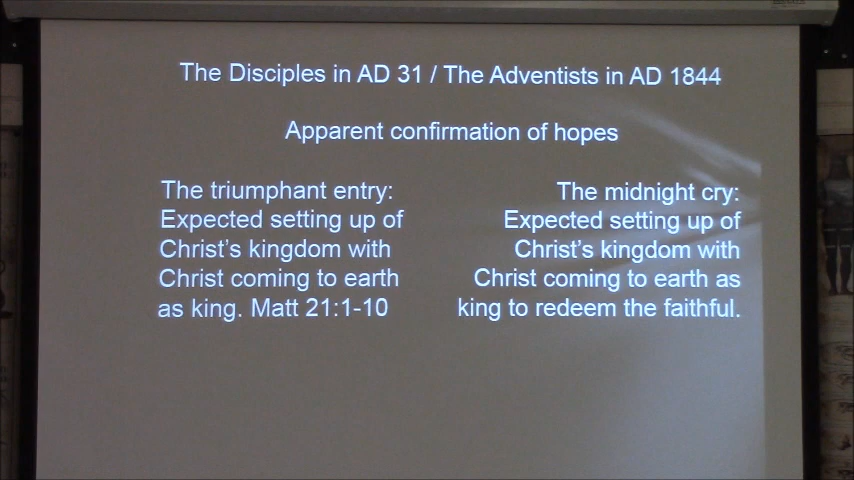 The Disciples in AD 31 / The Adventists in AD 1844
Apparent confirmation of hopes
The triumphant entry:
Expected setting up of
Christ's kingdom with
Christ coming to earth
as king. Matt 21:1-10
The midnight cry:
Expected setting up of
Christ's kingdom with
Christ coming to earth as
king to redeem the faithful.